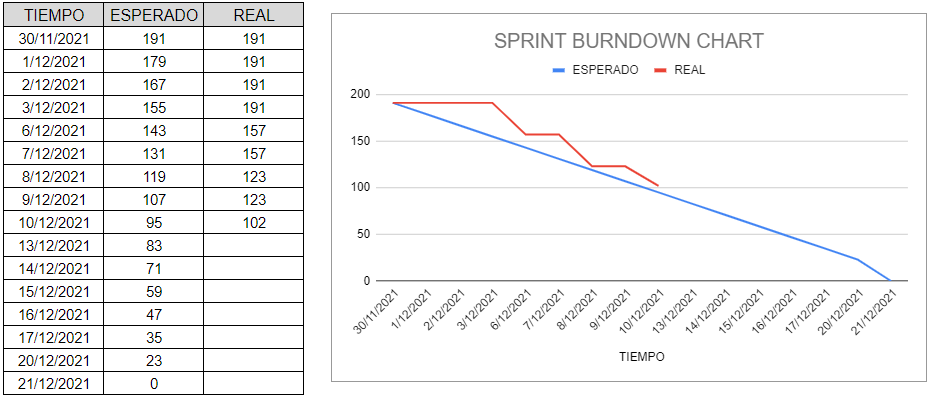 TIEMPO ESPERADO REAL
30/11/2021 191 191
1/12/2021 179 191
2/12/2021 167 191
3/12/2021 155 191
6/12/2021 143 157
7/12/2021 131 157
8/12/2021 119 123
9/12/2021 107 123
10/12/2021 95 102
13/12/2021 83
14/12/2021 71
15/12/2021 59
16/12/2021 47
17/12/2021 35
20/12/2021 23
21/12/2021 0
SPRINT BURNDOWN CHART
ESPERADO REAL
200
150
100
50
0
30/11/2021 1/12/2021 2/12/2021 3/12/2021 6/12/2021 7/12/2021 8/12/2021 9/12/2021 10/12/2021 13/12/2021 14/12/2021 15/12/2021 16/12/2021 17/12/2021 20/12/2021 21/12/2021
TIEMPO